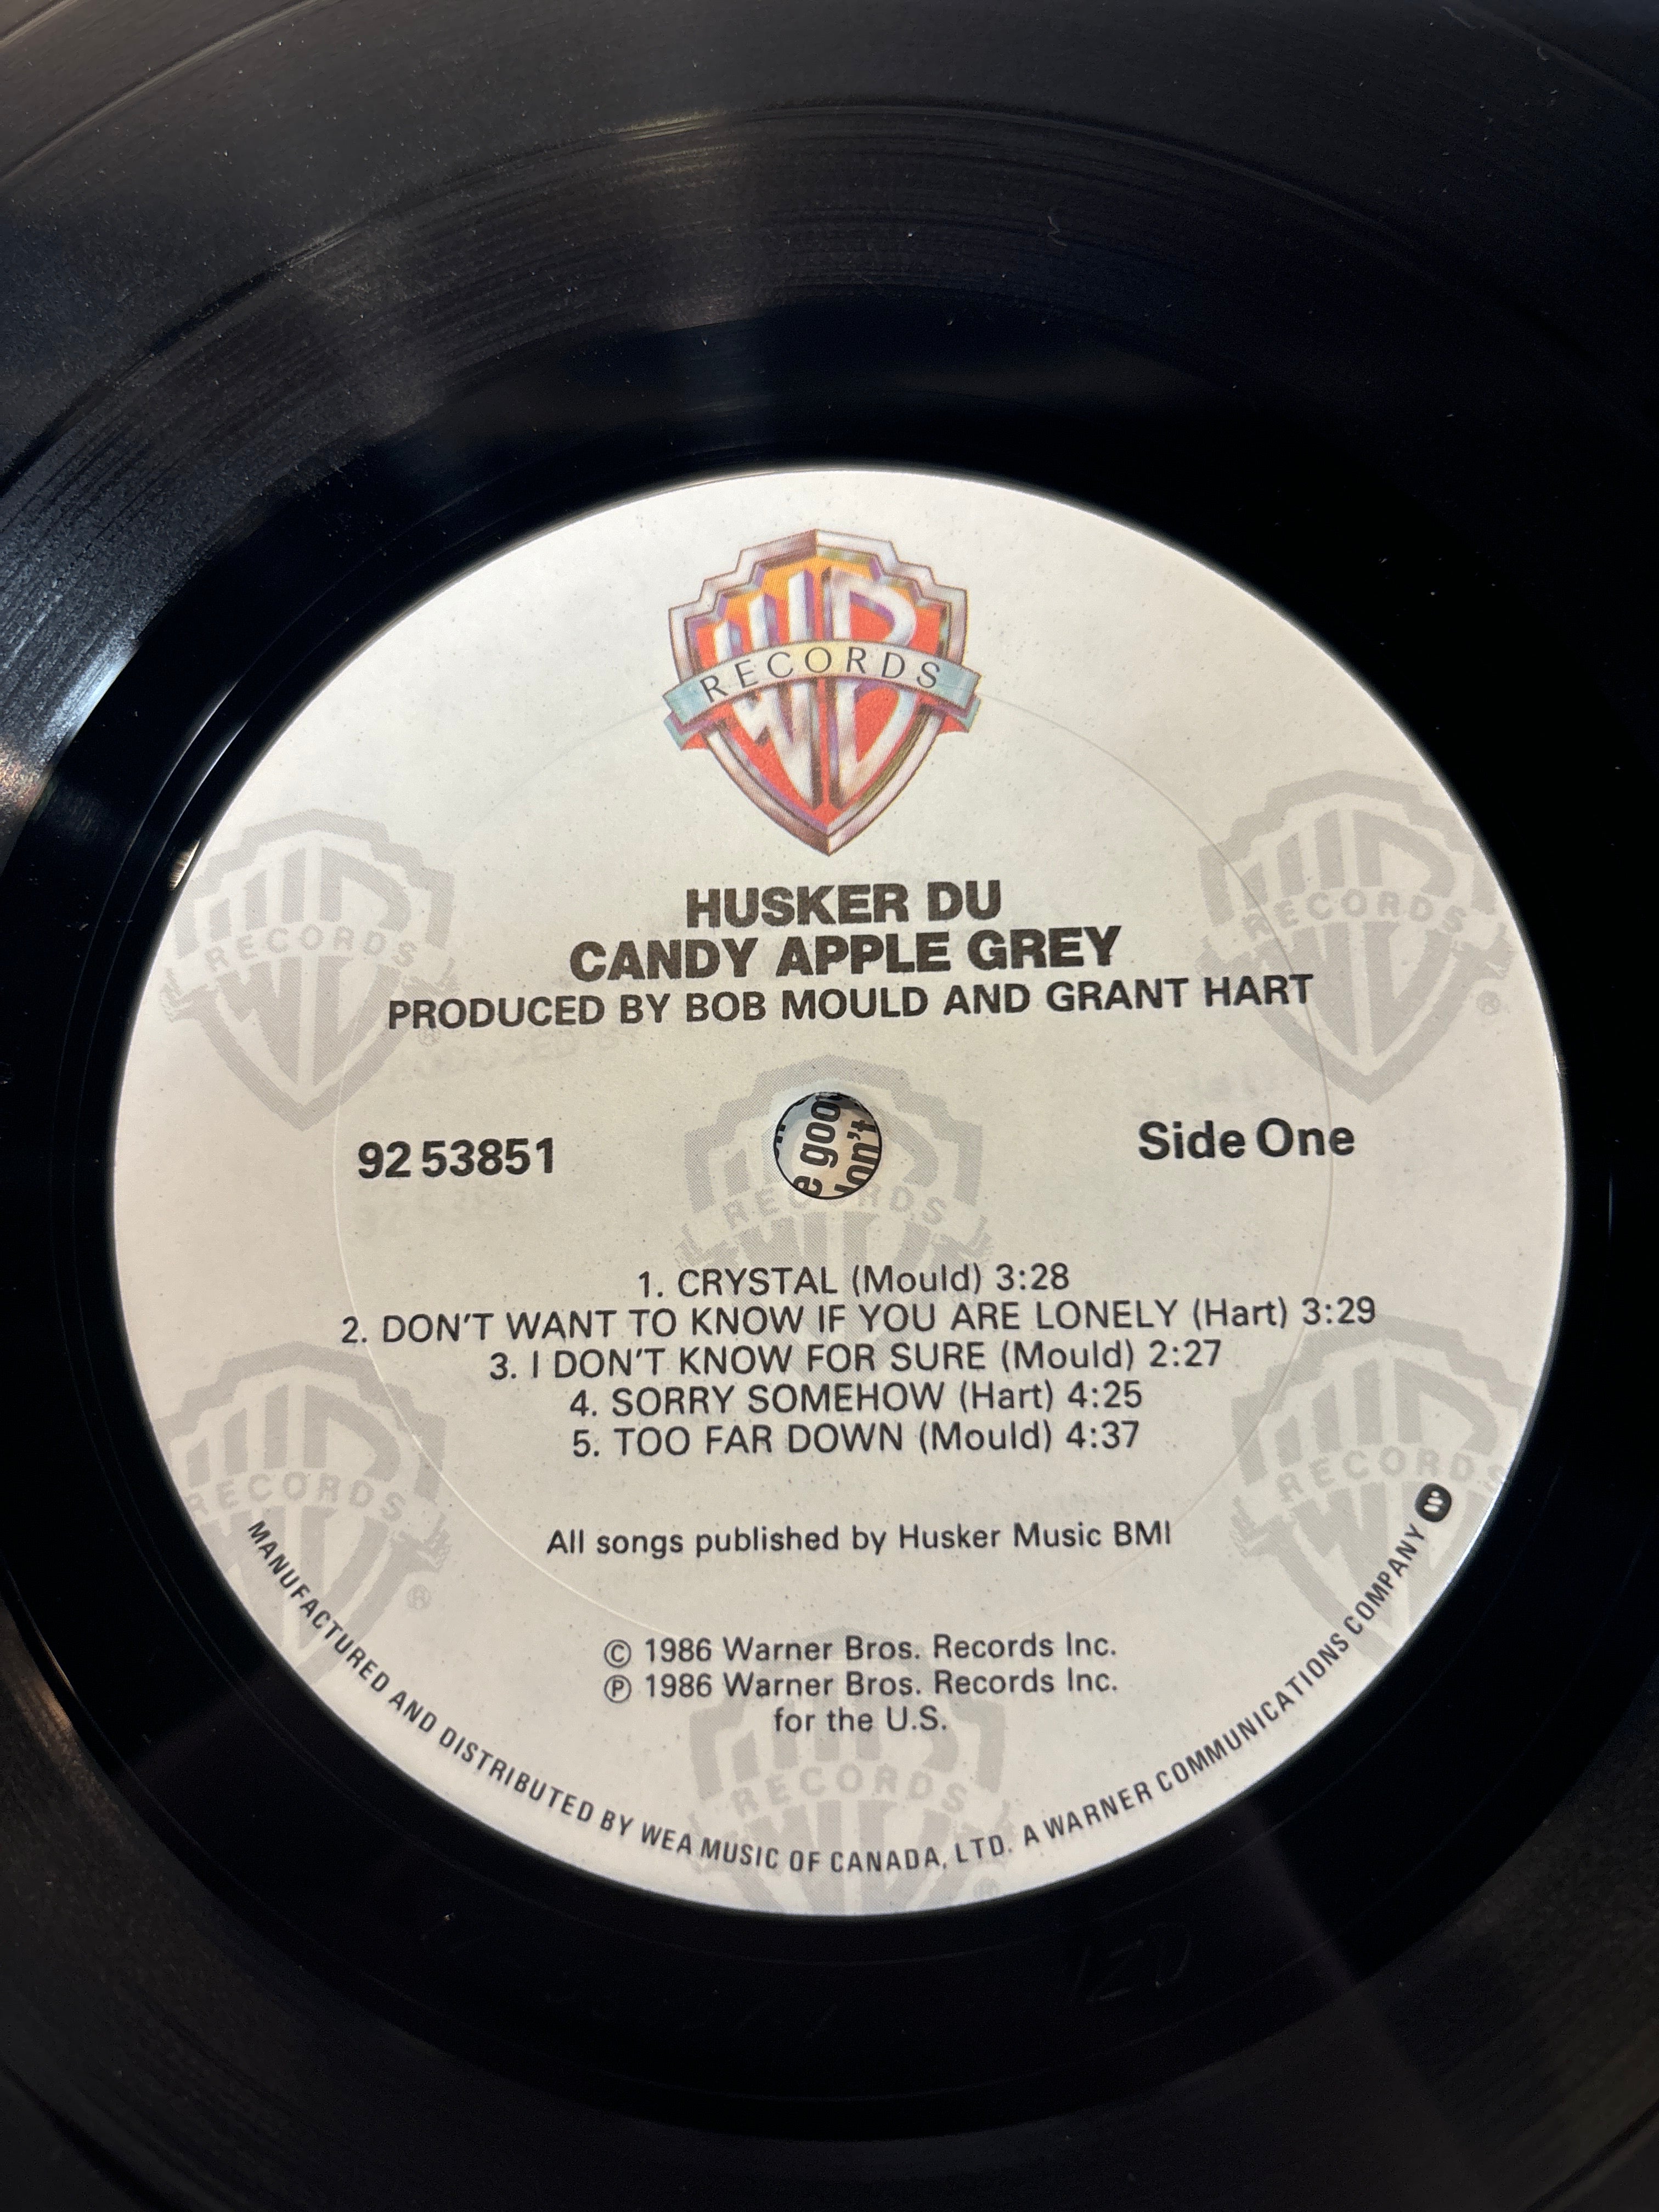 WB
RECORDS
HUSKER DU
CANDY APPLE GREY
PRODUCED BY BOB MOULD AND GRANT HART
92 53851
Side One
e goo
on't
1. CRYSTAL (Mould) 3:28
2. DON'T WANT TO KNOW IF YOU ARE LONELY (Hart) 3:29
3. I DON'T KNOW FOR SURE (Mould) 2:27
4. SORRY SOMEHOW (Hart) 4:25
5. TOO FAR DOWN (Mould) 4:37
All songs published by Husker Music BMI
© 1986 Warner Bros. Records Inc.
℗ 1986 Warner Bros. Records Inc.
for the U.S.
MANUFACTURED AND DISTRIBUTED BY WEA MUSIC OF CANADA, LTD. A WARNER COMMUNICATIONS COMPANY